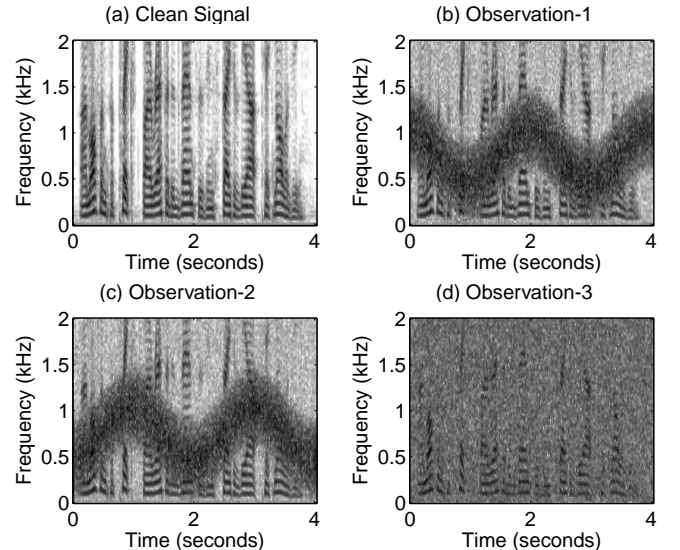 (a) Clean Signal
2
1.5
1
0.5
0
Frequency (kHz)
0
2
4
Time (seconds)
(b) Observation-1
2
1.5
1
0.5
0
Frequency (kHz)
0
2
4
Time (seconds)
(c) Observation-2
2
1.5
1
0.5
0
Frequency (kHz)
0
2
4
Time (seconds)
(d) Observation-3
2
1.5
1
0.5
0
Frequency (kHz)
0
2
4
Time (seconds)